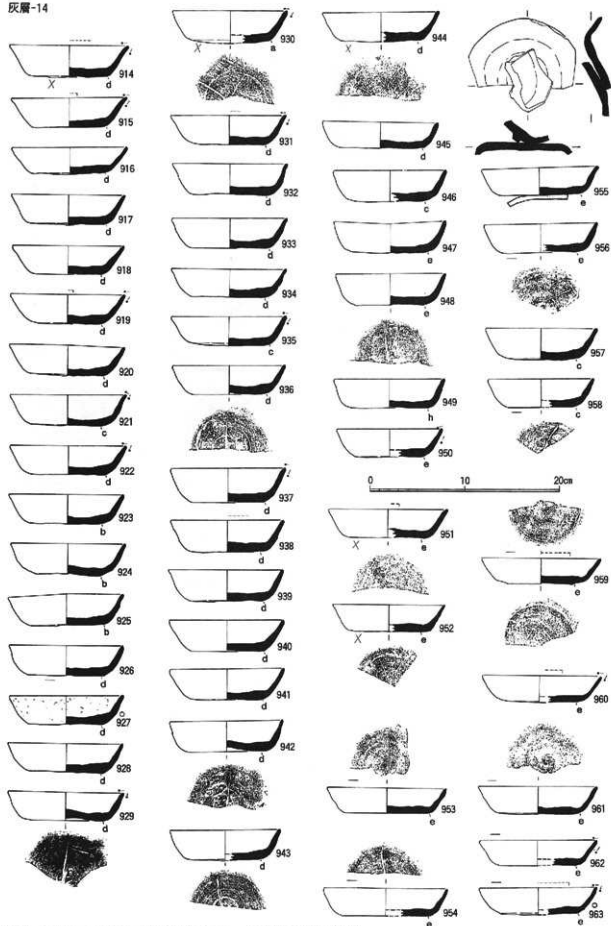 灰層-14
914
X
d
915
d
916
d
917
d
918
d
919
d
920
d
921
c
922
d
923
b
924
b
925
b
926
d
927
d
928
d
929
d
930
X
a
931
d
932
d
933
d
934
d
935
c
936
d
937
d
938
d
939
d
940
d
941
d
942
d
943
d
944
X
d
945
d
946
c
947
e
948
e
949
h
950
e
0 10 20cm
951
X
e
952
X
e
953
e
954
e
955
e
956
e
957
c
958
c
959
e
960
e
961
e
962
e
963
e